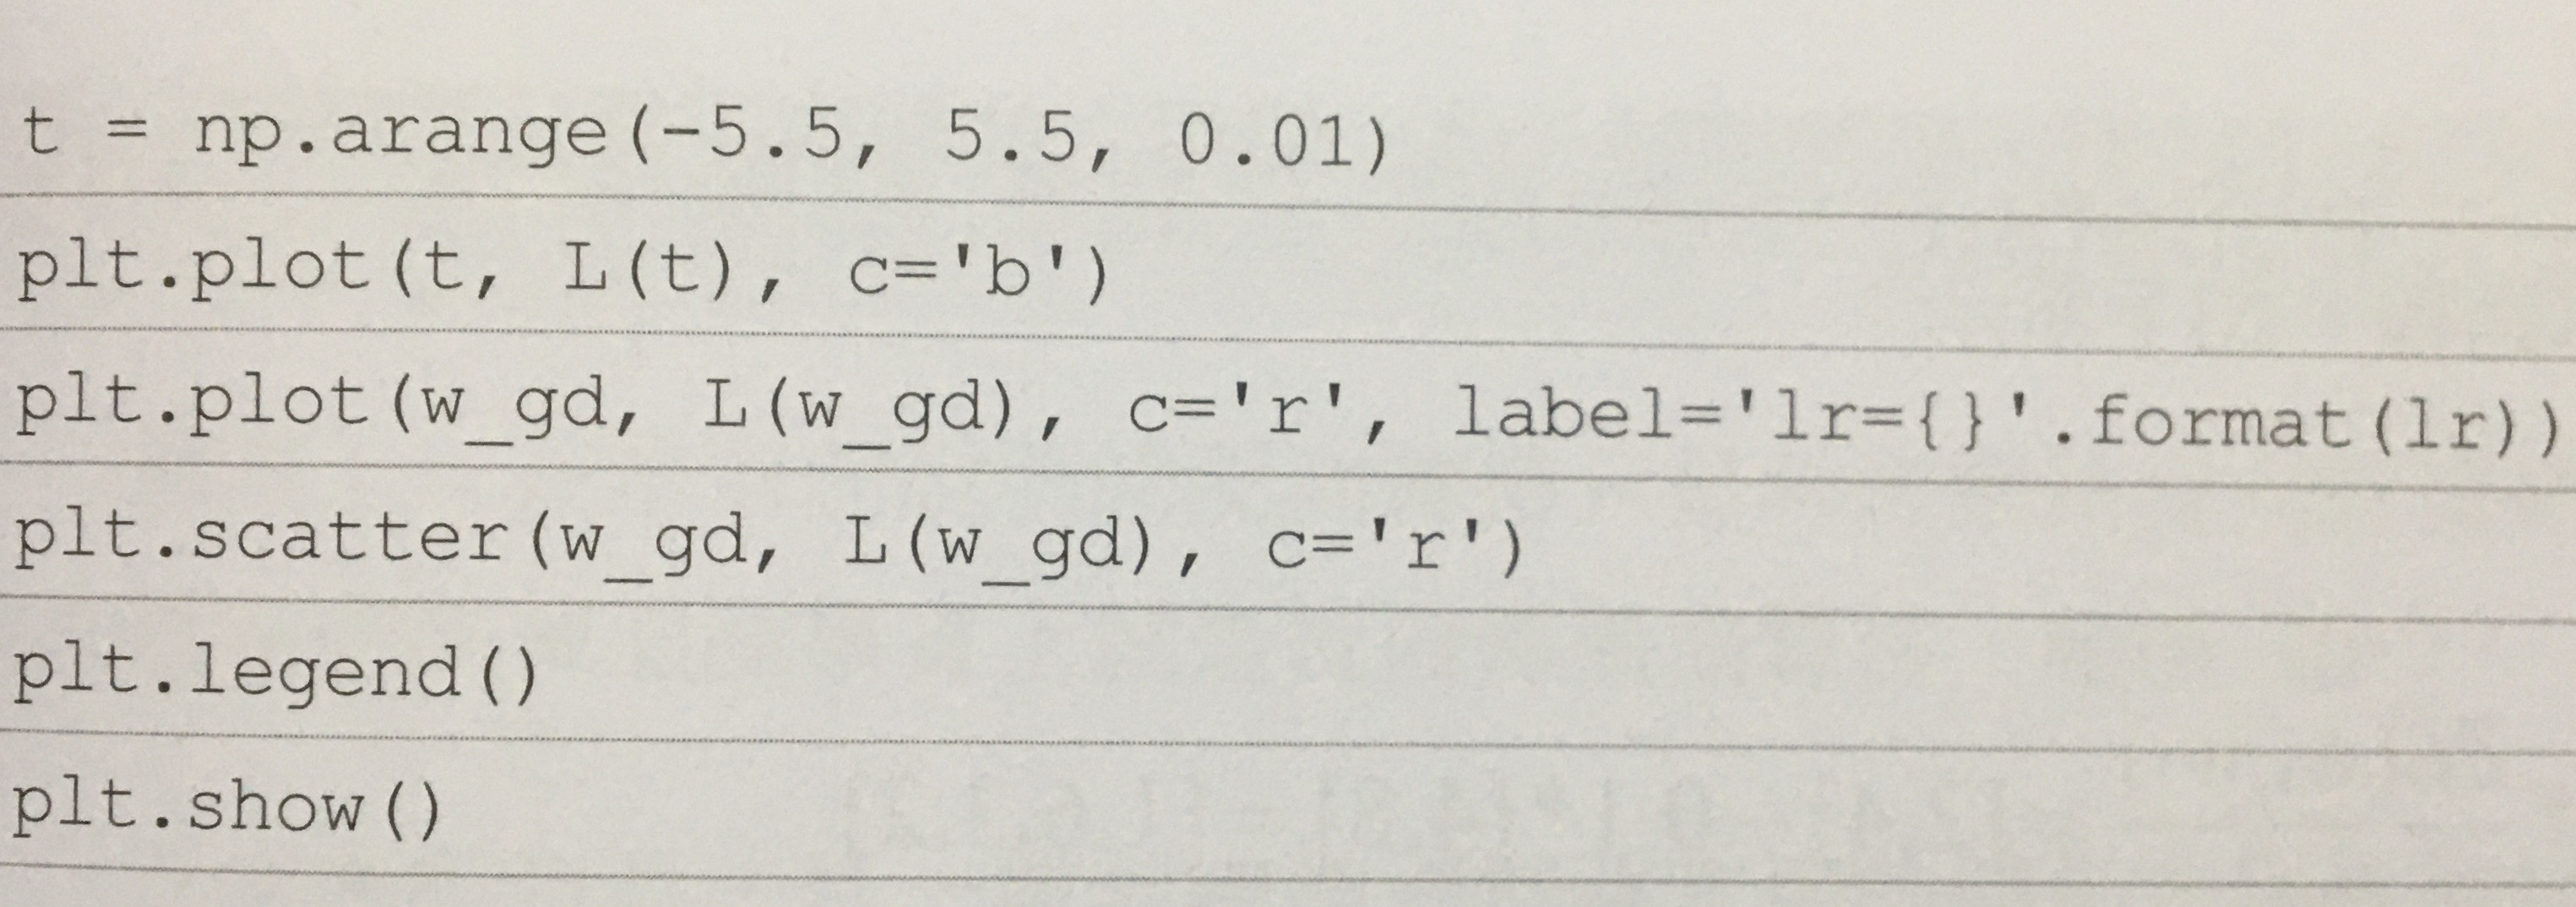 t = np.arange(-5.5, 5.5, 0.01)
plt.plot(t, L(t), c='b')
plt.plot(w_gd, L(w_gd), c='r', label='lr={}'.format(lr))
plt.scatter(w_gd, L(w_gd), c='r')
plt.legend()
plt.show()